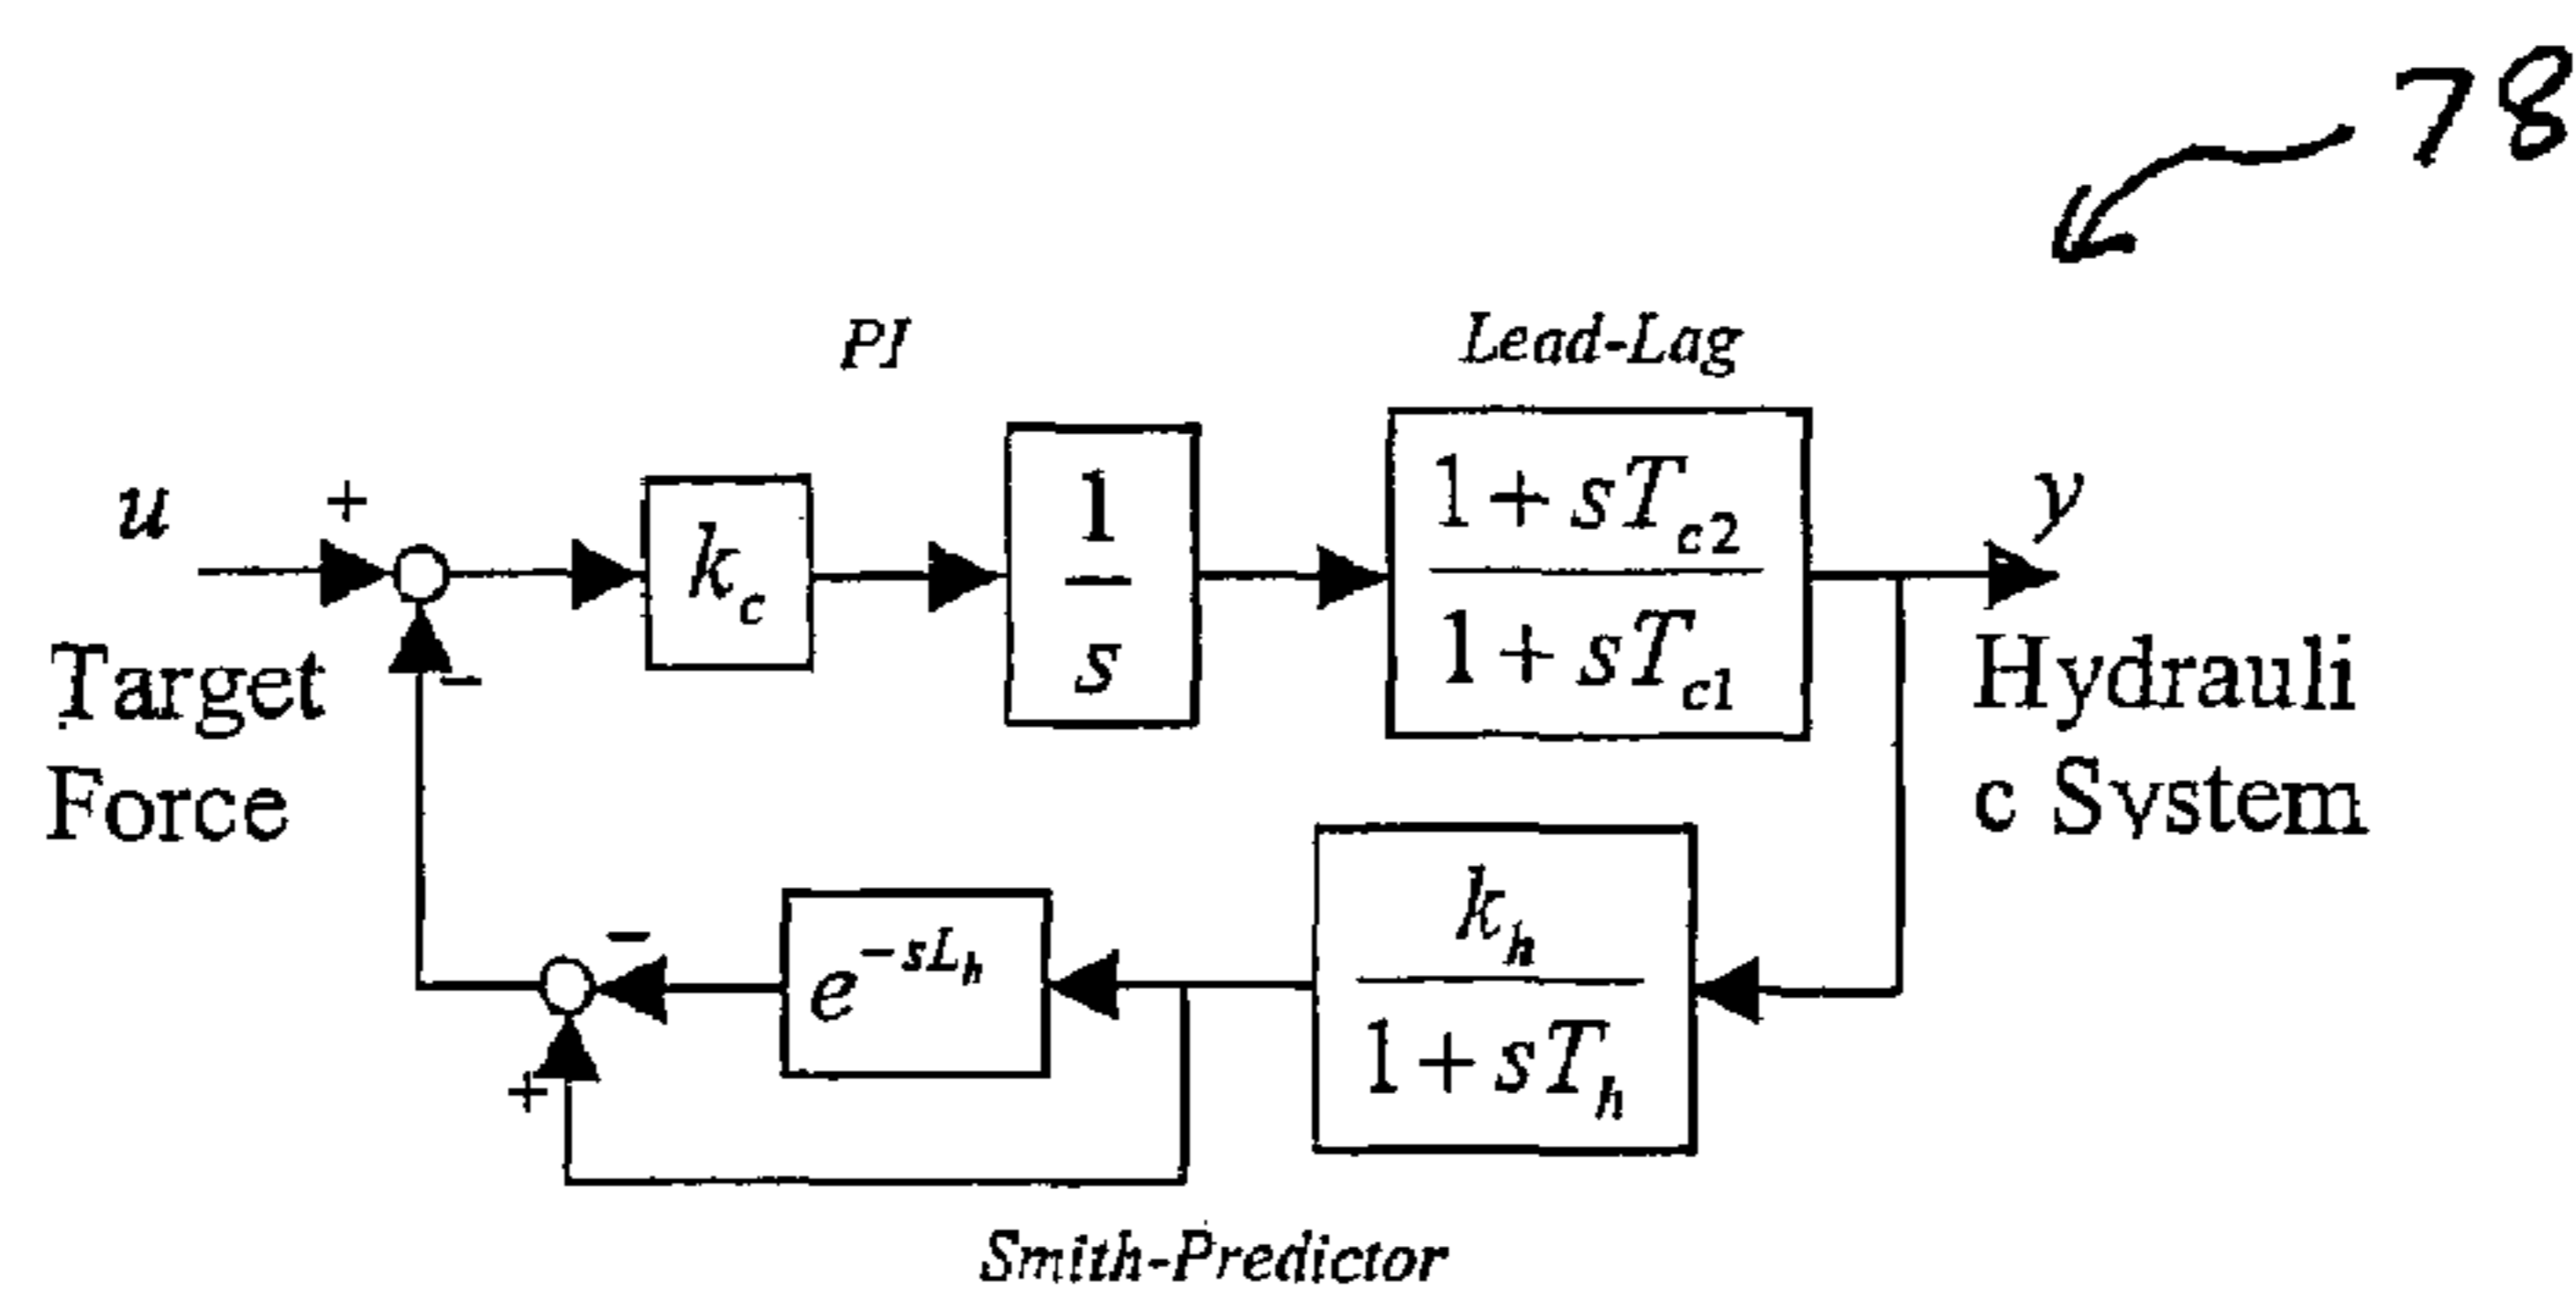 78
PI
Lead-Lag
u
+
−
Target
Force
k_c
1
s
1 + sT_c2
1 + sT_c1
y
Hydrauli
c System
−
+
e^-sL_h
k_h
1 + sT_h
Smith-Predictor